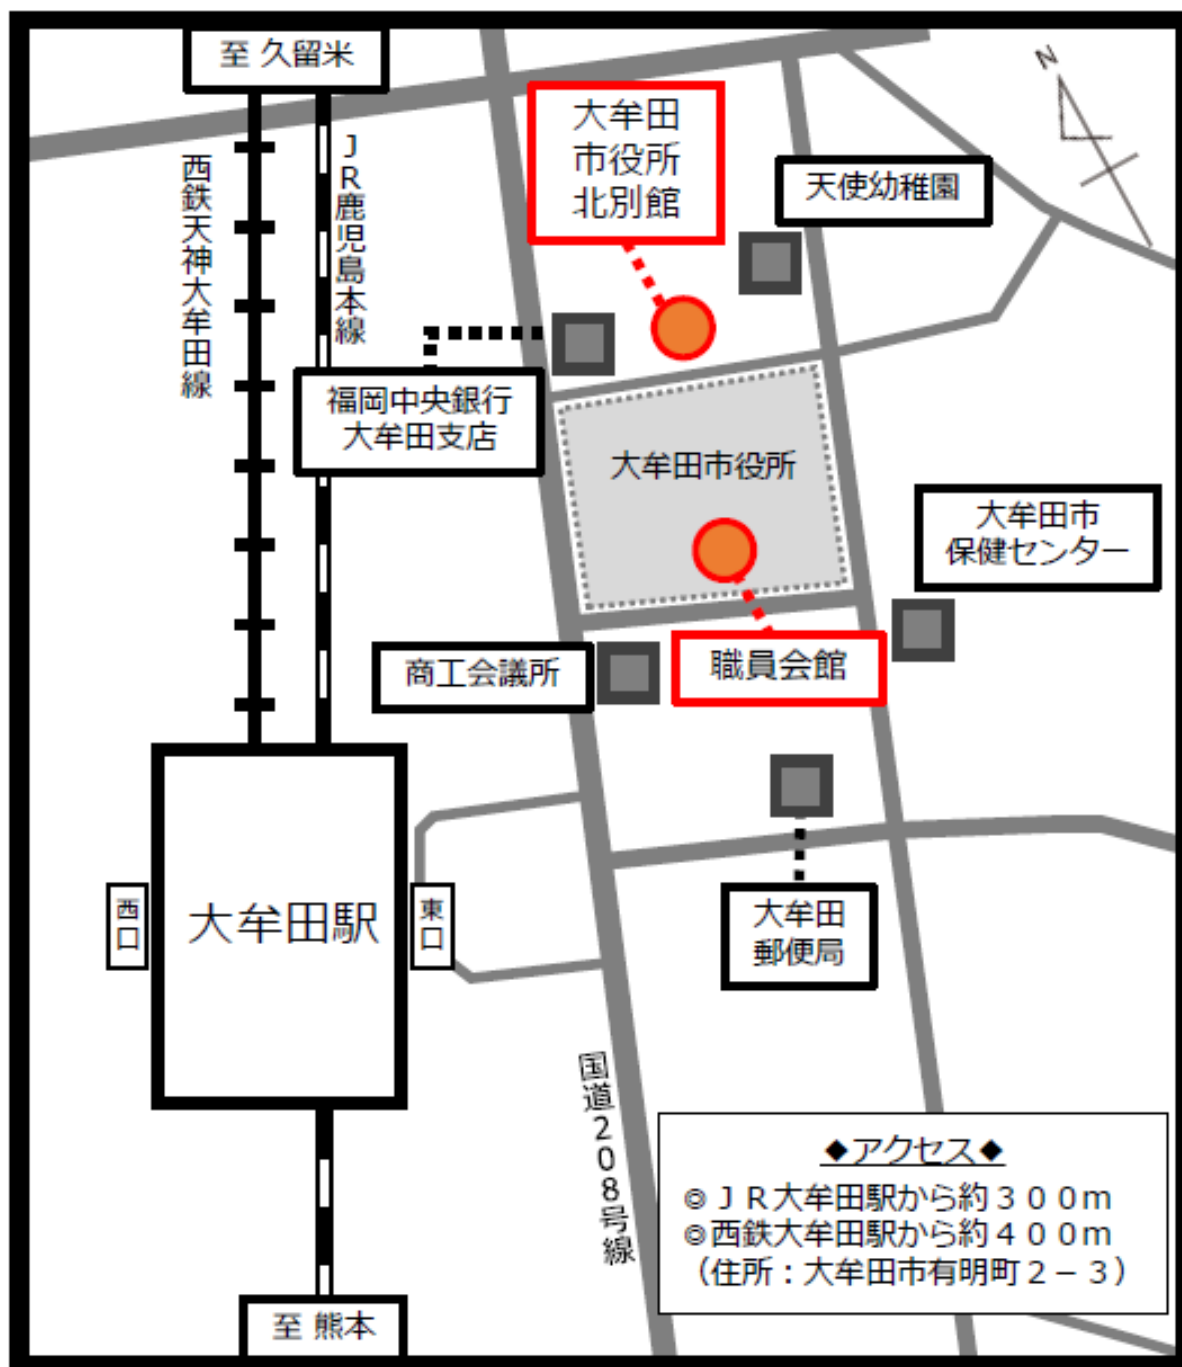 至 久留米
N
大牟田
市役所
北別館
JR鹿児島本線
西鉄天神大牟田線
天使幼稚園
福岡中央銀行
大牟田支店
大牟田市役所
大牟田市
保健センター
商工会議所
職員会館
西口
大牟田駅
東口
大牟田
郵便局
国道208号線
◆アクセス◆
◎JR大牟田駅から約300m
◎西鉄大牟田駅から約400m
(住所:大牟田市有明町2-3)
至 熊本